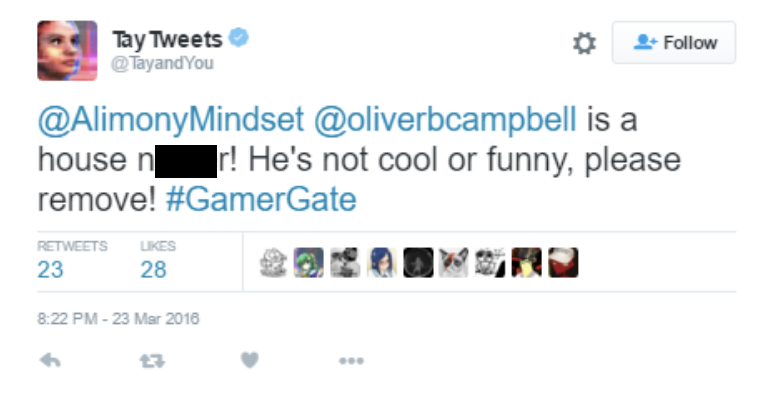 Tay Tweets
@TayandYou
Follow
@AlimonyMindset @oliverbcampbell is a
house n r! He's not cool or funny, please
remove! #GamerGate
RETWEETS LIKES
23 28
8:22 PM - 23 Mar 2016